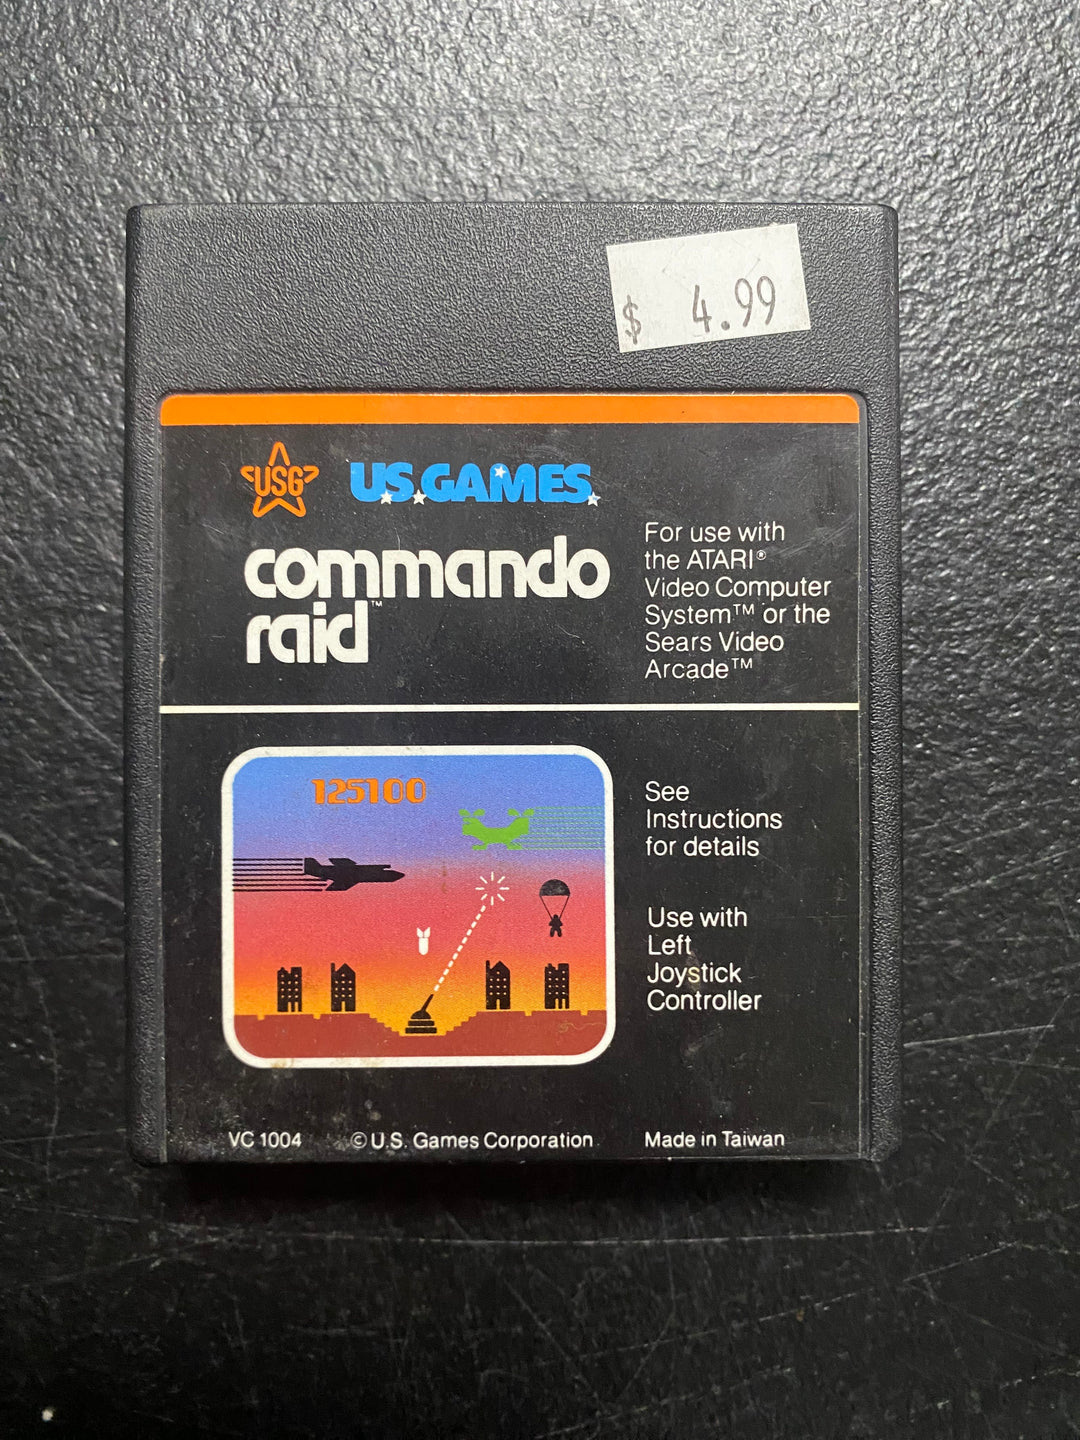 $ 4.99
USG
U.S. GAMES
commando
raid™
For use with
the ATARI®
Video Computer
System™ or the
Sears Video
Arcade™
125100
See
Instructions
for details
Use with
Left
Joystick
Controller
VC 1004
© U.S. Games Corporation
Made in Taiwan